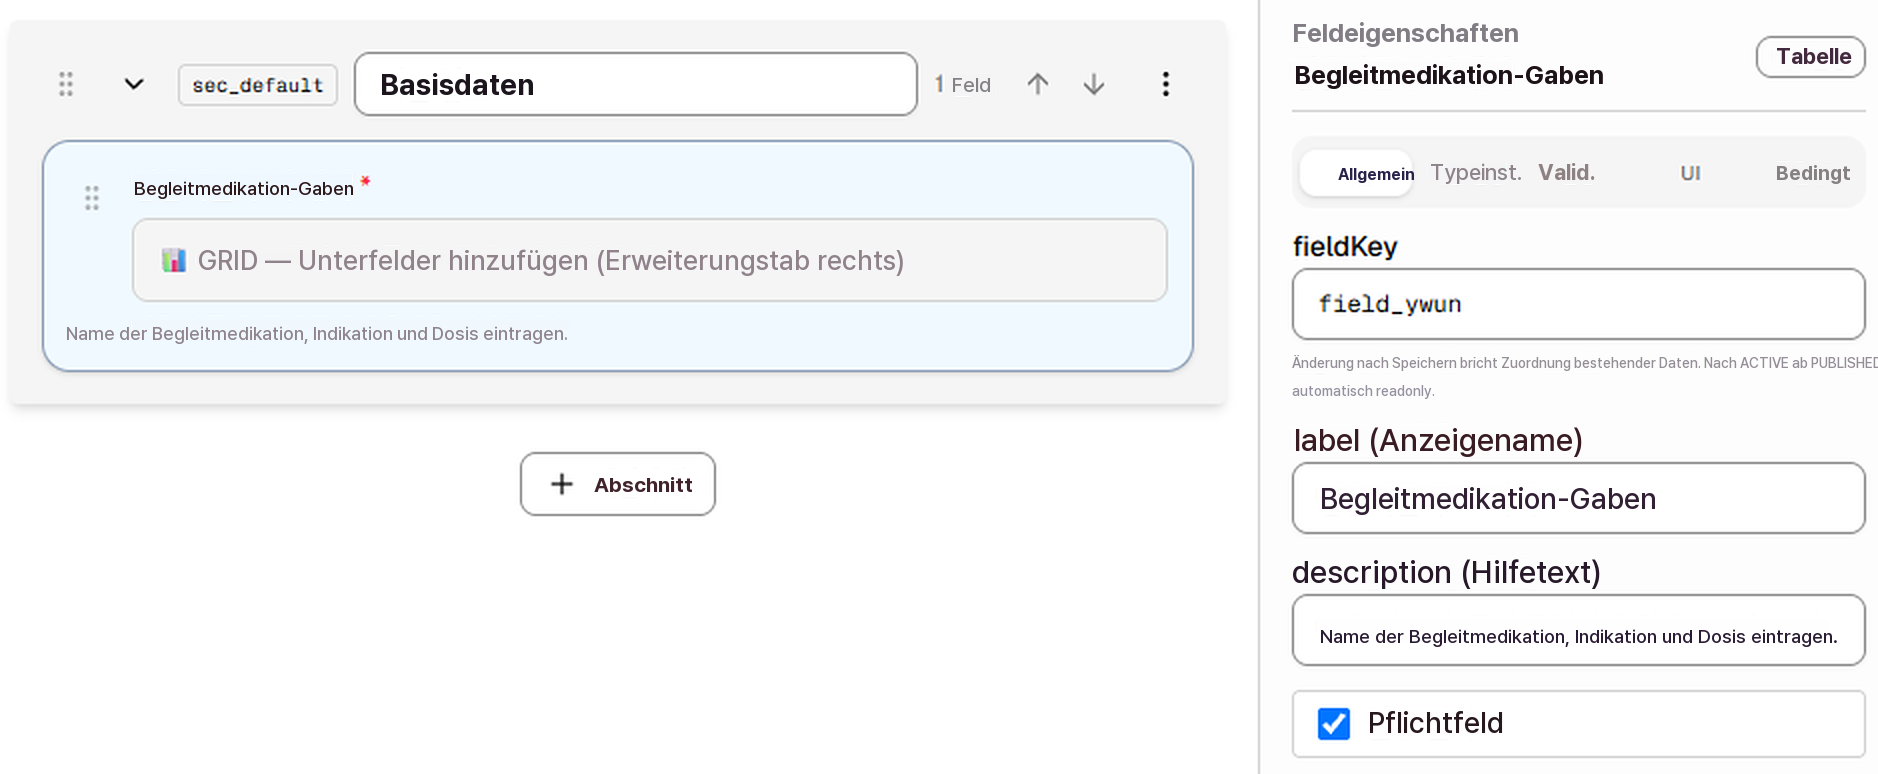 sec_default
Basisdaten
1 Feld
Begleitmedikation-Gaben *
GRID — Unterfelder hinzufügen (Erweiterungstab rechts)
Name der Begleitmedikation, Indikation und Dosis eintragen.
+ Abschnitt
Feldeigenschaften
Begleitmedikation-Gaben
Tabelle
Allgemein Typeinst. Valid. UI Bedingt
fieldKey
field_ywun
Änderung nach Speichern bricht Zuordnung bestehender Daten. Nach ACTIVE ab PUBLISHED
automatisch readonly.
label (Anzeigename)
Begleitmedikation-Gaben
description (Hilfetext)
Name der Begleitmedikation, Indikation und Dosis eintragen.
Pflichtfeld